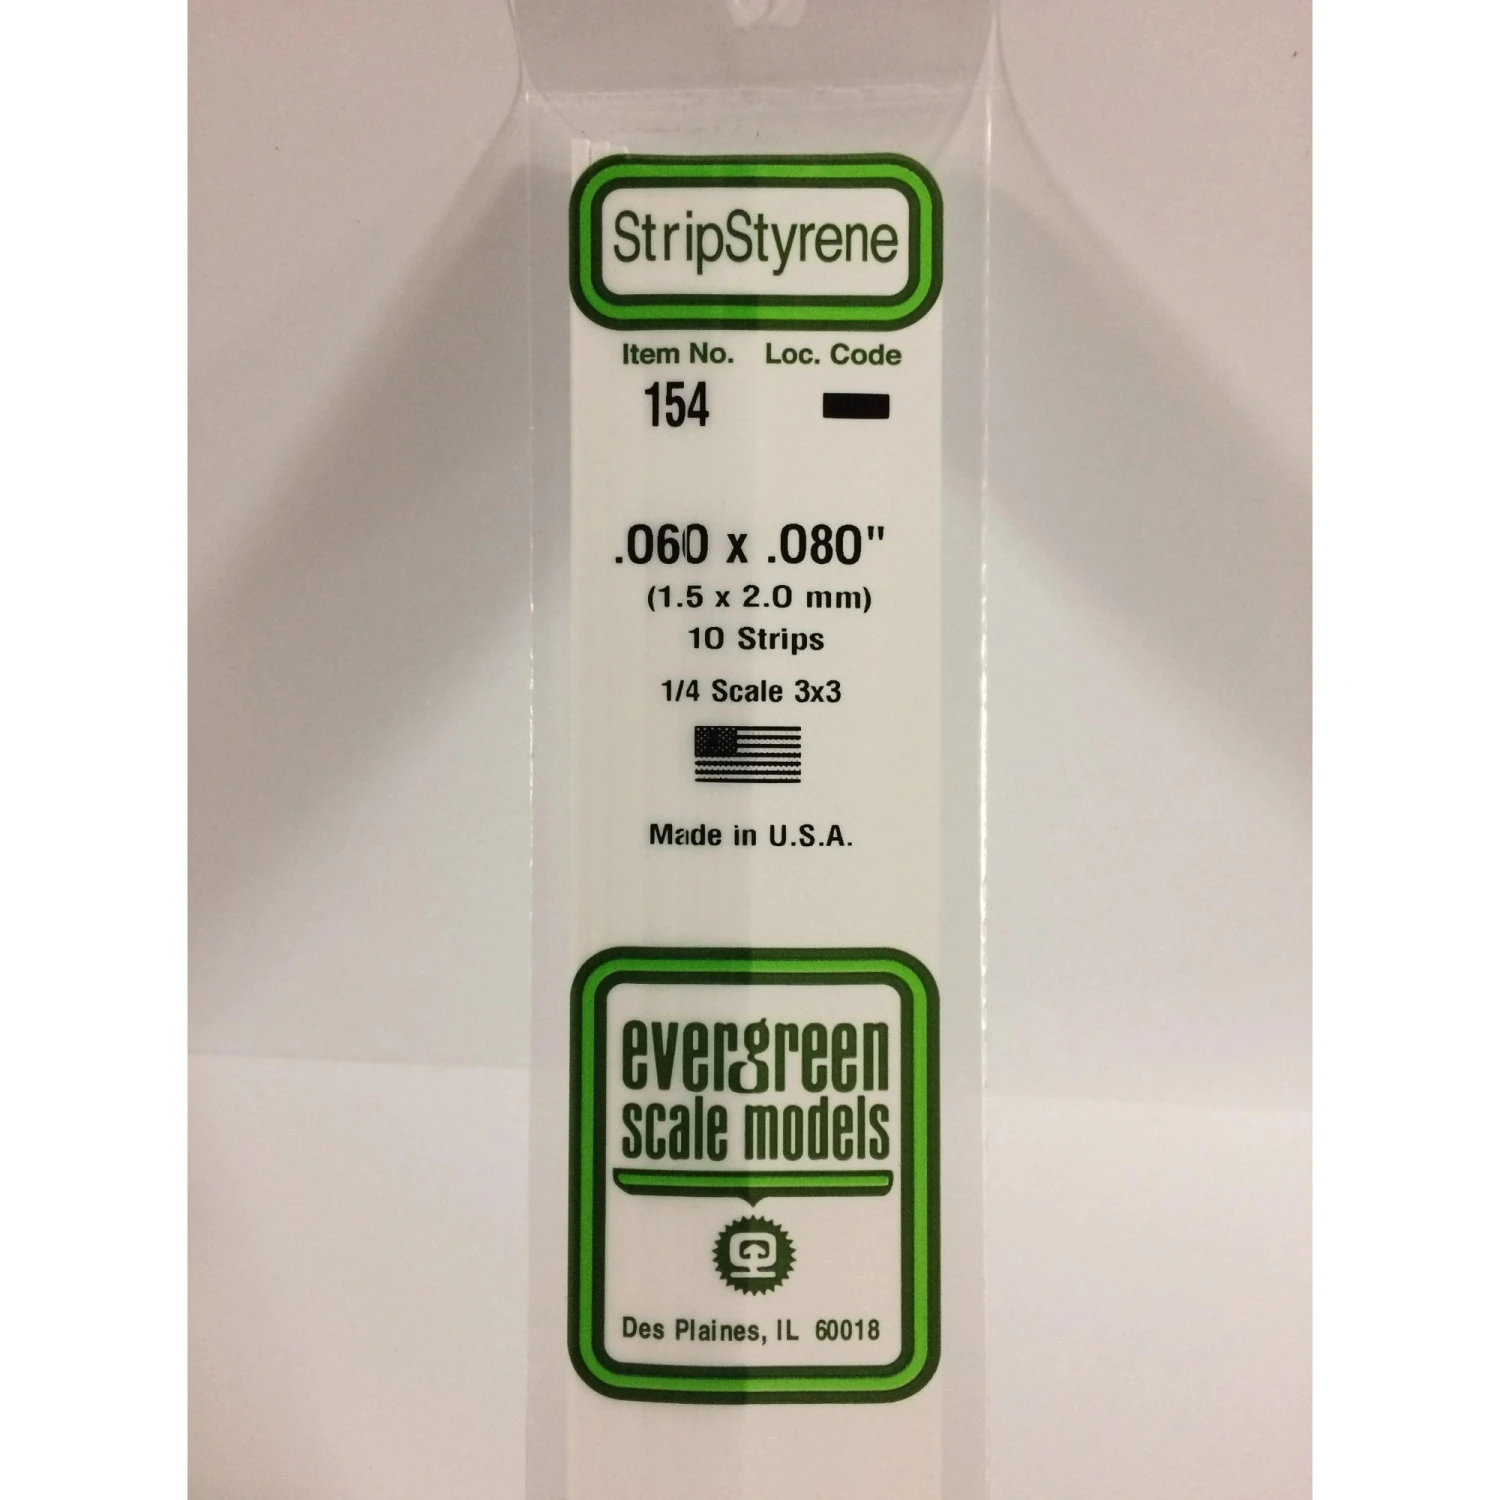 StripStyrene
Item No. Loc. Code
154
.060 x .080"
(1.5 x 2.0 mm)
10 Strips
1/4 Scale 3x3
Made in U.S.A.
evergreen
scale models
Des Plaines, IL 60018